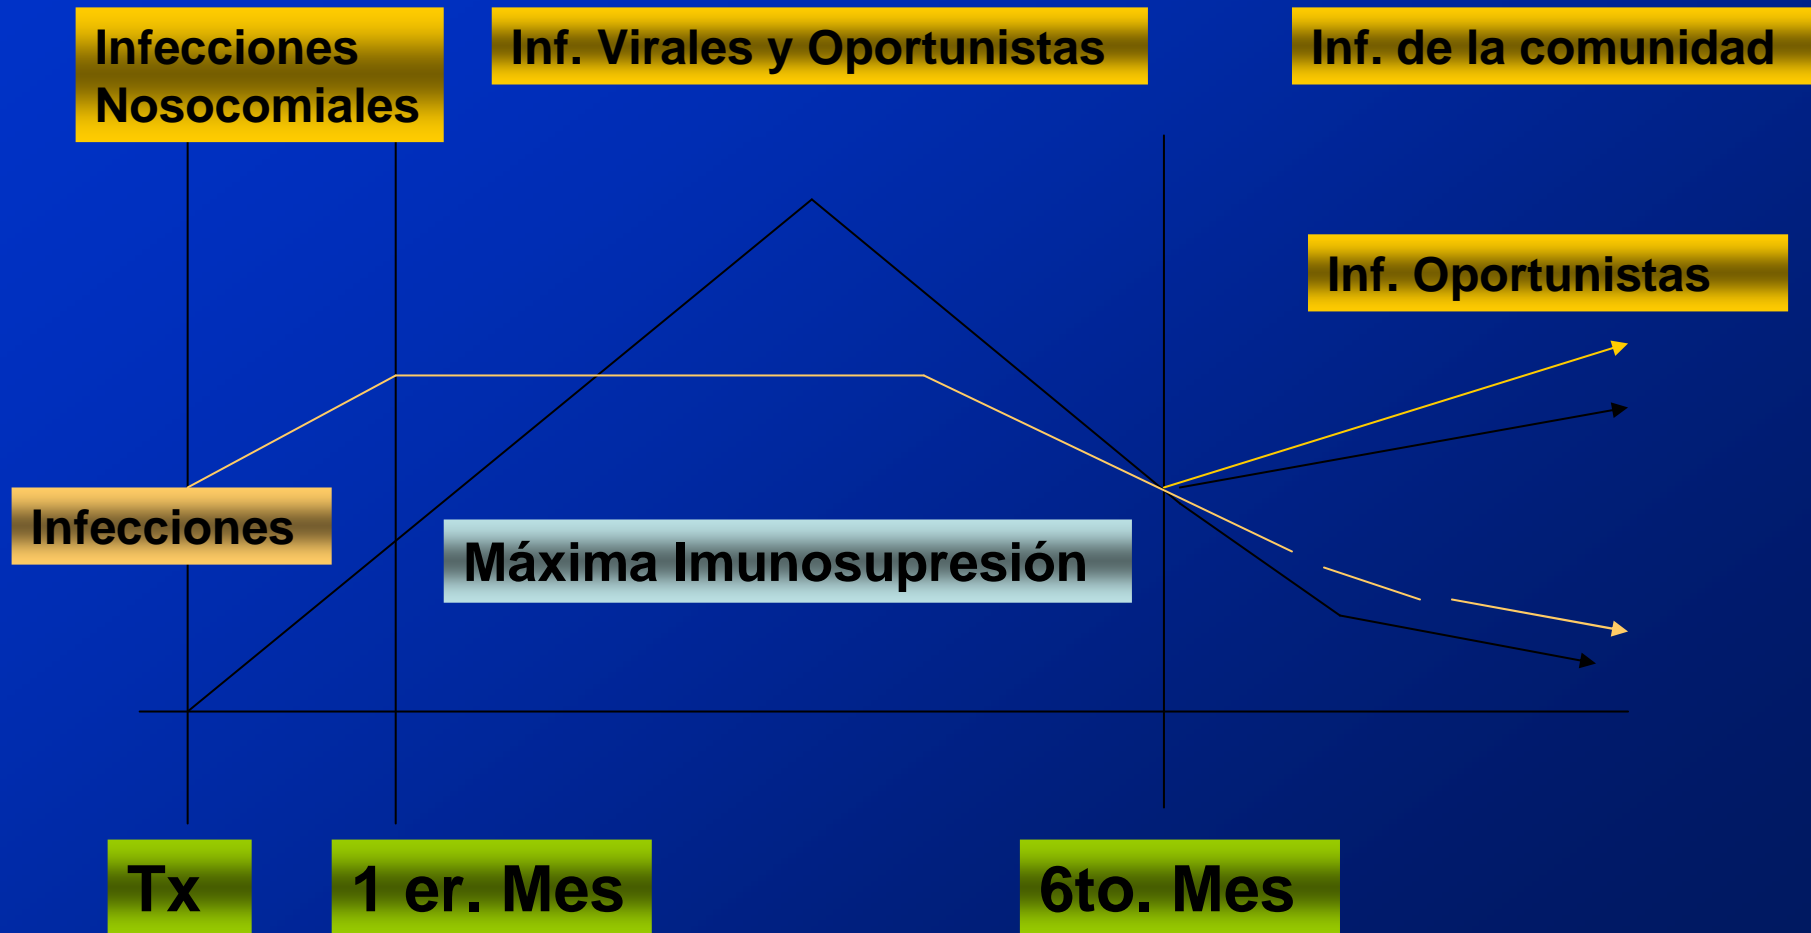 Infecciones
Nosocomiales
Inf. Virales y Oportunistas
Inf. de la comunidad
Inf. Oportunistas
Infecciones
Máxima Imunosupresión
Tx
1 er. Mes
6to. Mes